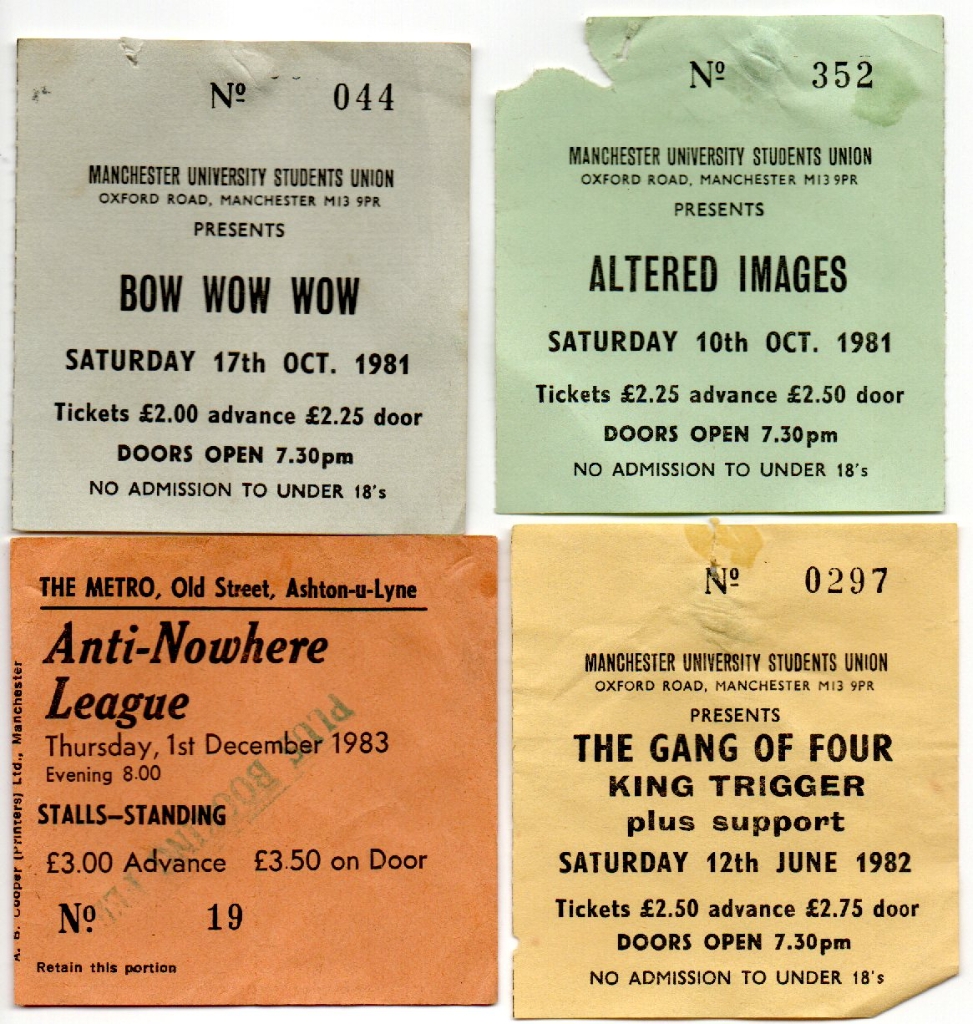 Nº 044
MANCHESTER UNIVERSITY STUDENTS UNION
OXFORD ROAD, MANCHESTER M13 9PR
PRESENTS
BOW WOW WOW
SATURDAY 17th OCT. 1981
Tickets £2.00 advance £2.25 door
DOORS OPEN 7.30pm
NO ADMISSION TO UNDER 18's
Nº 352
MANCHESTER UNIVERSITY STUDENTS UNION
OXFORD ROAD, MANCHESTER M13 9PR
PRESENTS
ALTERED IMAGES
SATURDAY 10th OCT. 1981
Tickets £2.25 advance £2.50 door
DOORS OPEN 7.30pm
NO ADMISSION TO UNDER 18's
THE METRO, Old Street, Ashton-u-Lyne
Anti-Nowhere
League
Thursday, 1st December 1983
Evening 8.00
STALLS—STANDING
£3.00 Advance £3.50 on Door
Nº. 19
Retain this portion
A. B. Cooper (Printers) Ltd., Manchester
PLUS BOOKING FEE
Nº 0297
MANCHESTER UNIVERSITY STUDENTS UNION
OXFORD ROAD, MANCHESTER M13 9PR
PRESENTS
THE GANG OF FOUR
KING TRIGGER
plus support
SATURDAY 12th JUNE 1982
Tickets £2.50 advance £2.75 door
DOORS OPEN 7.30pm
NO ADMISSION TO UNDER 18's